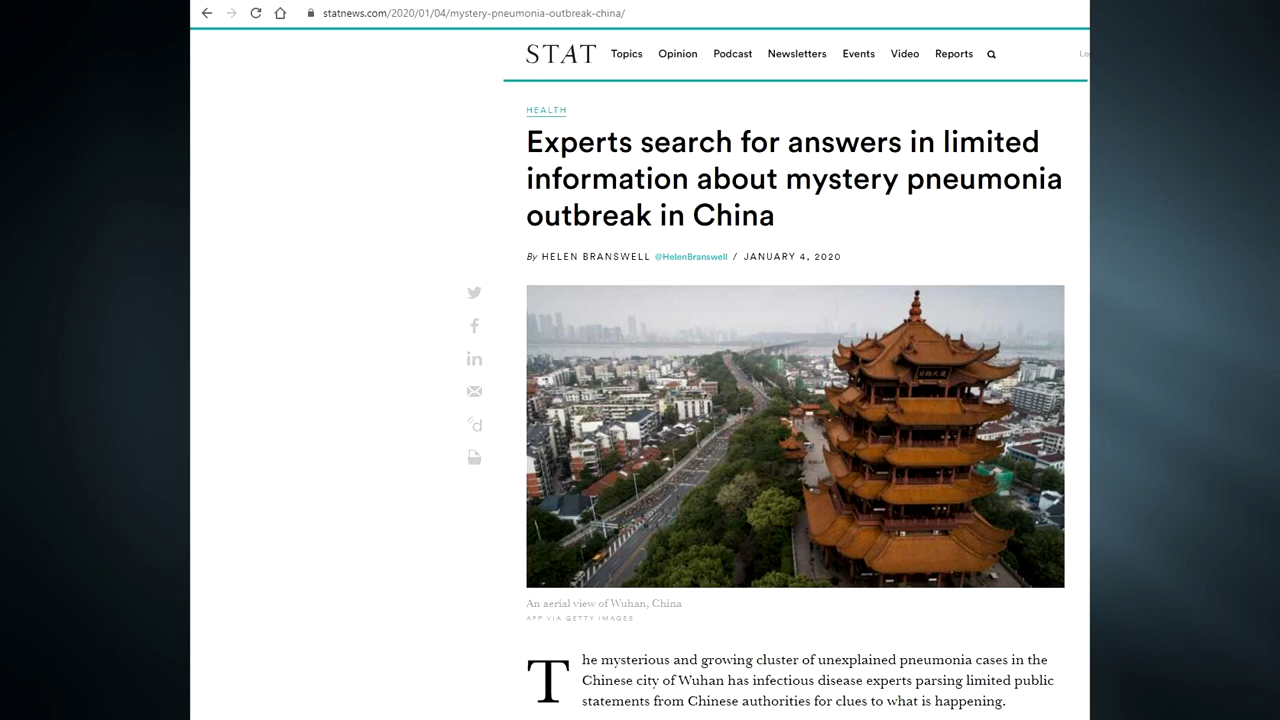 statnews.com/2020/01/04/mystery-pneumonia-outbreak-china/
STAT Topics Opinion Podcast Newsletters Events Video Reports
HEALTH
Experts search for answers in limited
information about mystery pneumonia
outbreak in China
By HELEN BRANSWELL @HelenBranswell / JANUARY 4, 2020
An aerial view of Wuhan, China
AFP VIA GETTY IMAGES
The mysterious and growing cluster of unexplained pneumonia cases in the
Chinese city of Wuhan has infectious disease experts parsing limited public
statements from Chinese authorities for clues to what is happening.